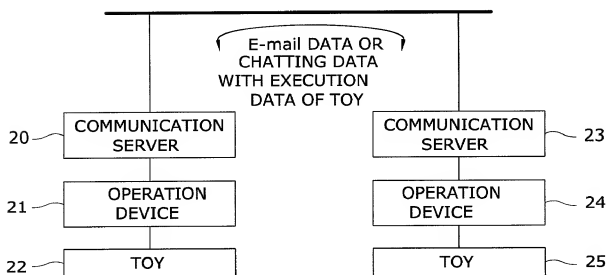 E-mail DATA OR
CHATTING DATA
WITH EXECUTION
DATA OF TOY
20
COMMUNICATION
SERVER
COMMUNICATION
SERVER
23
21
OPERATION
DEVICE
OPERATION
DEVICE
24
22
TOY
TOY
25